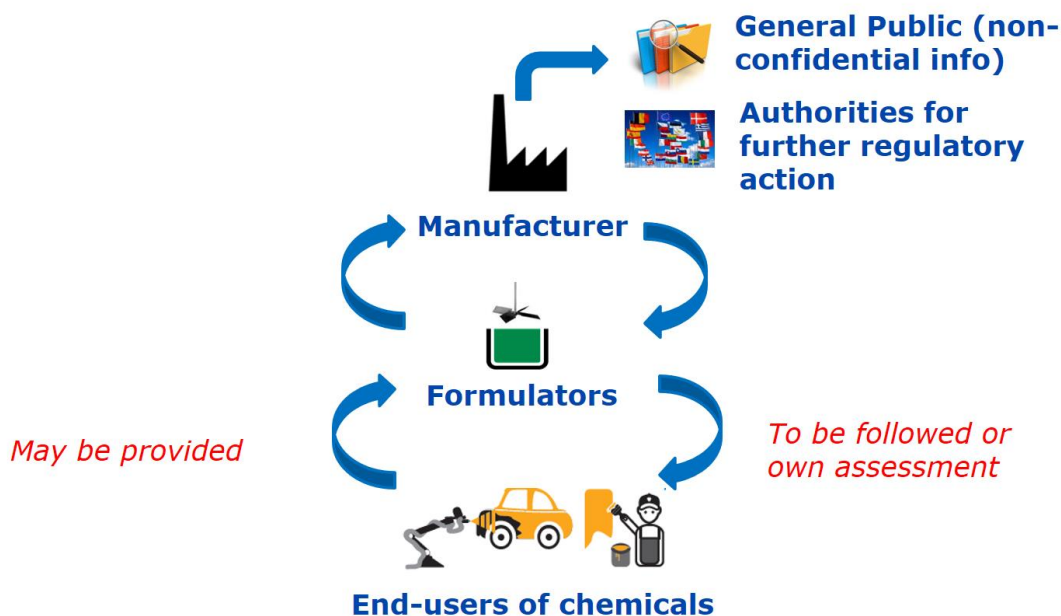 General Public (non-
confidential info)
Authorities for
further regulatory
action
Manufacturer
Formulators
May be provided
To be followed or
own assessment
End-users of chemicals